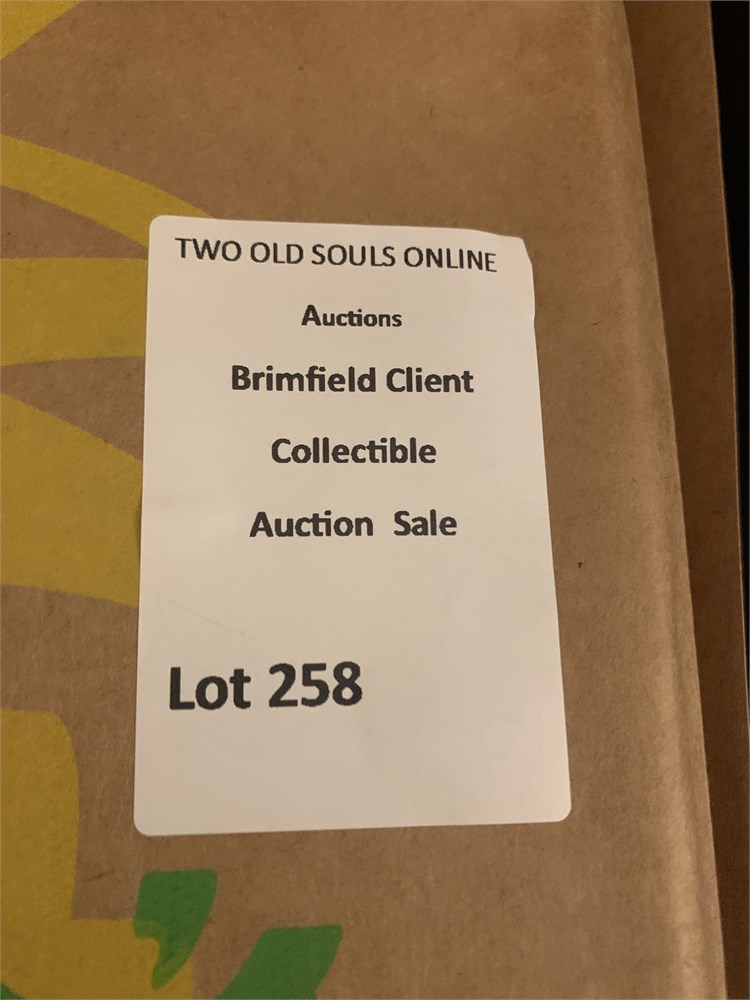 TWO OLD SOULS ONLINE
Auctions
Brimfield Client
Collectible
Auction Sale
Lot 258